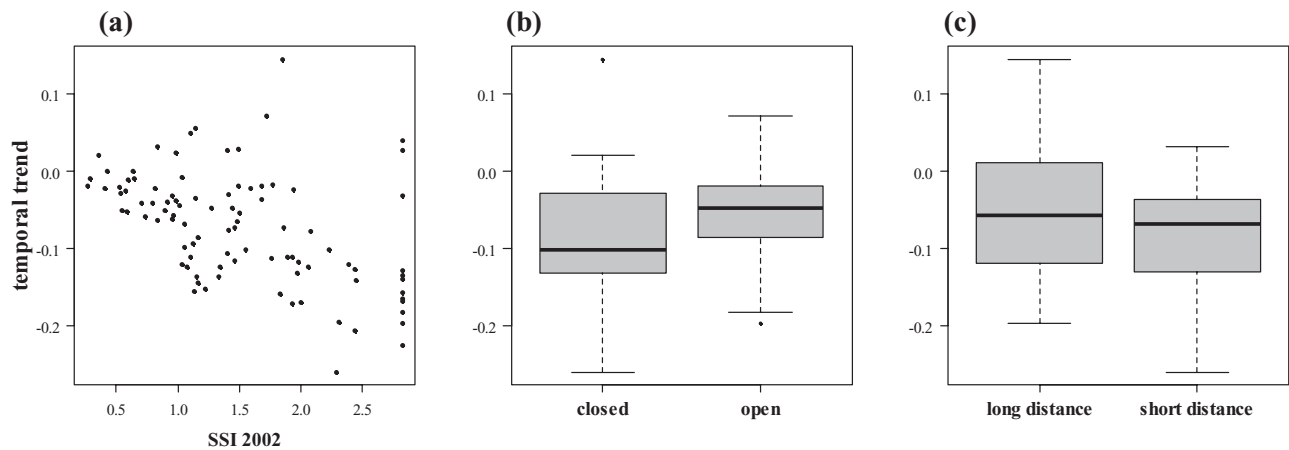 (a)
(b)
(c)
temporal trend
0.1
0.0
-0.1
-0.2
0.5 1.0 1.5 2.0 2.5
SSI 2002
0.1
0.0
-0.1
-0.2
closed open
0.1
0.0
-0.1
-0.2
long distance short distance